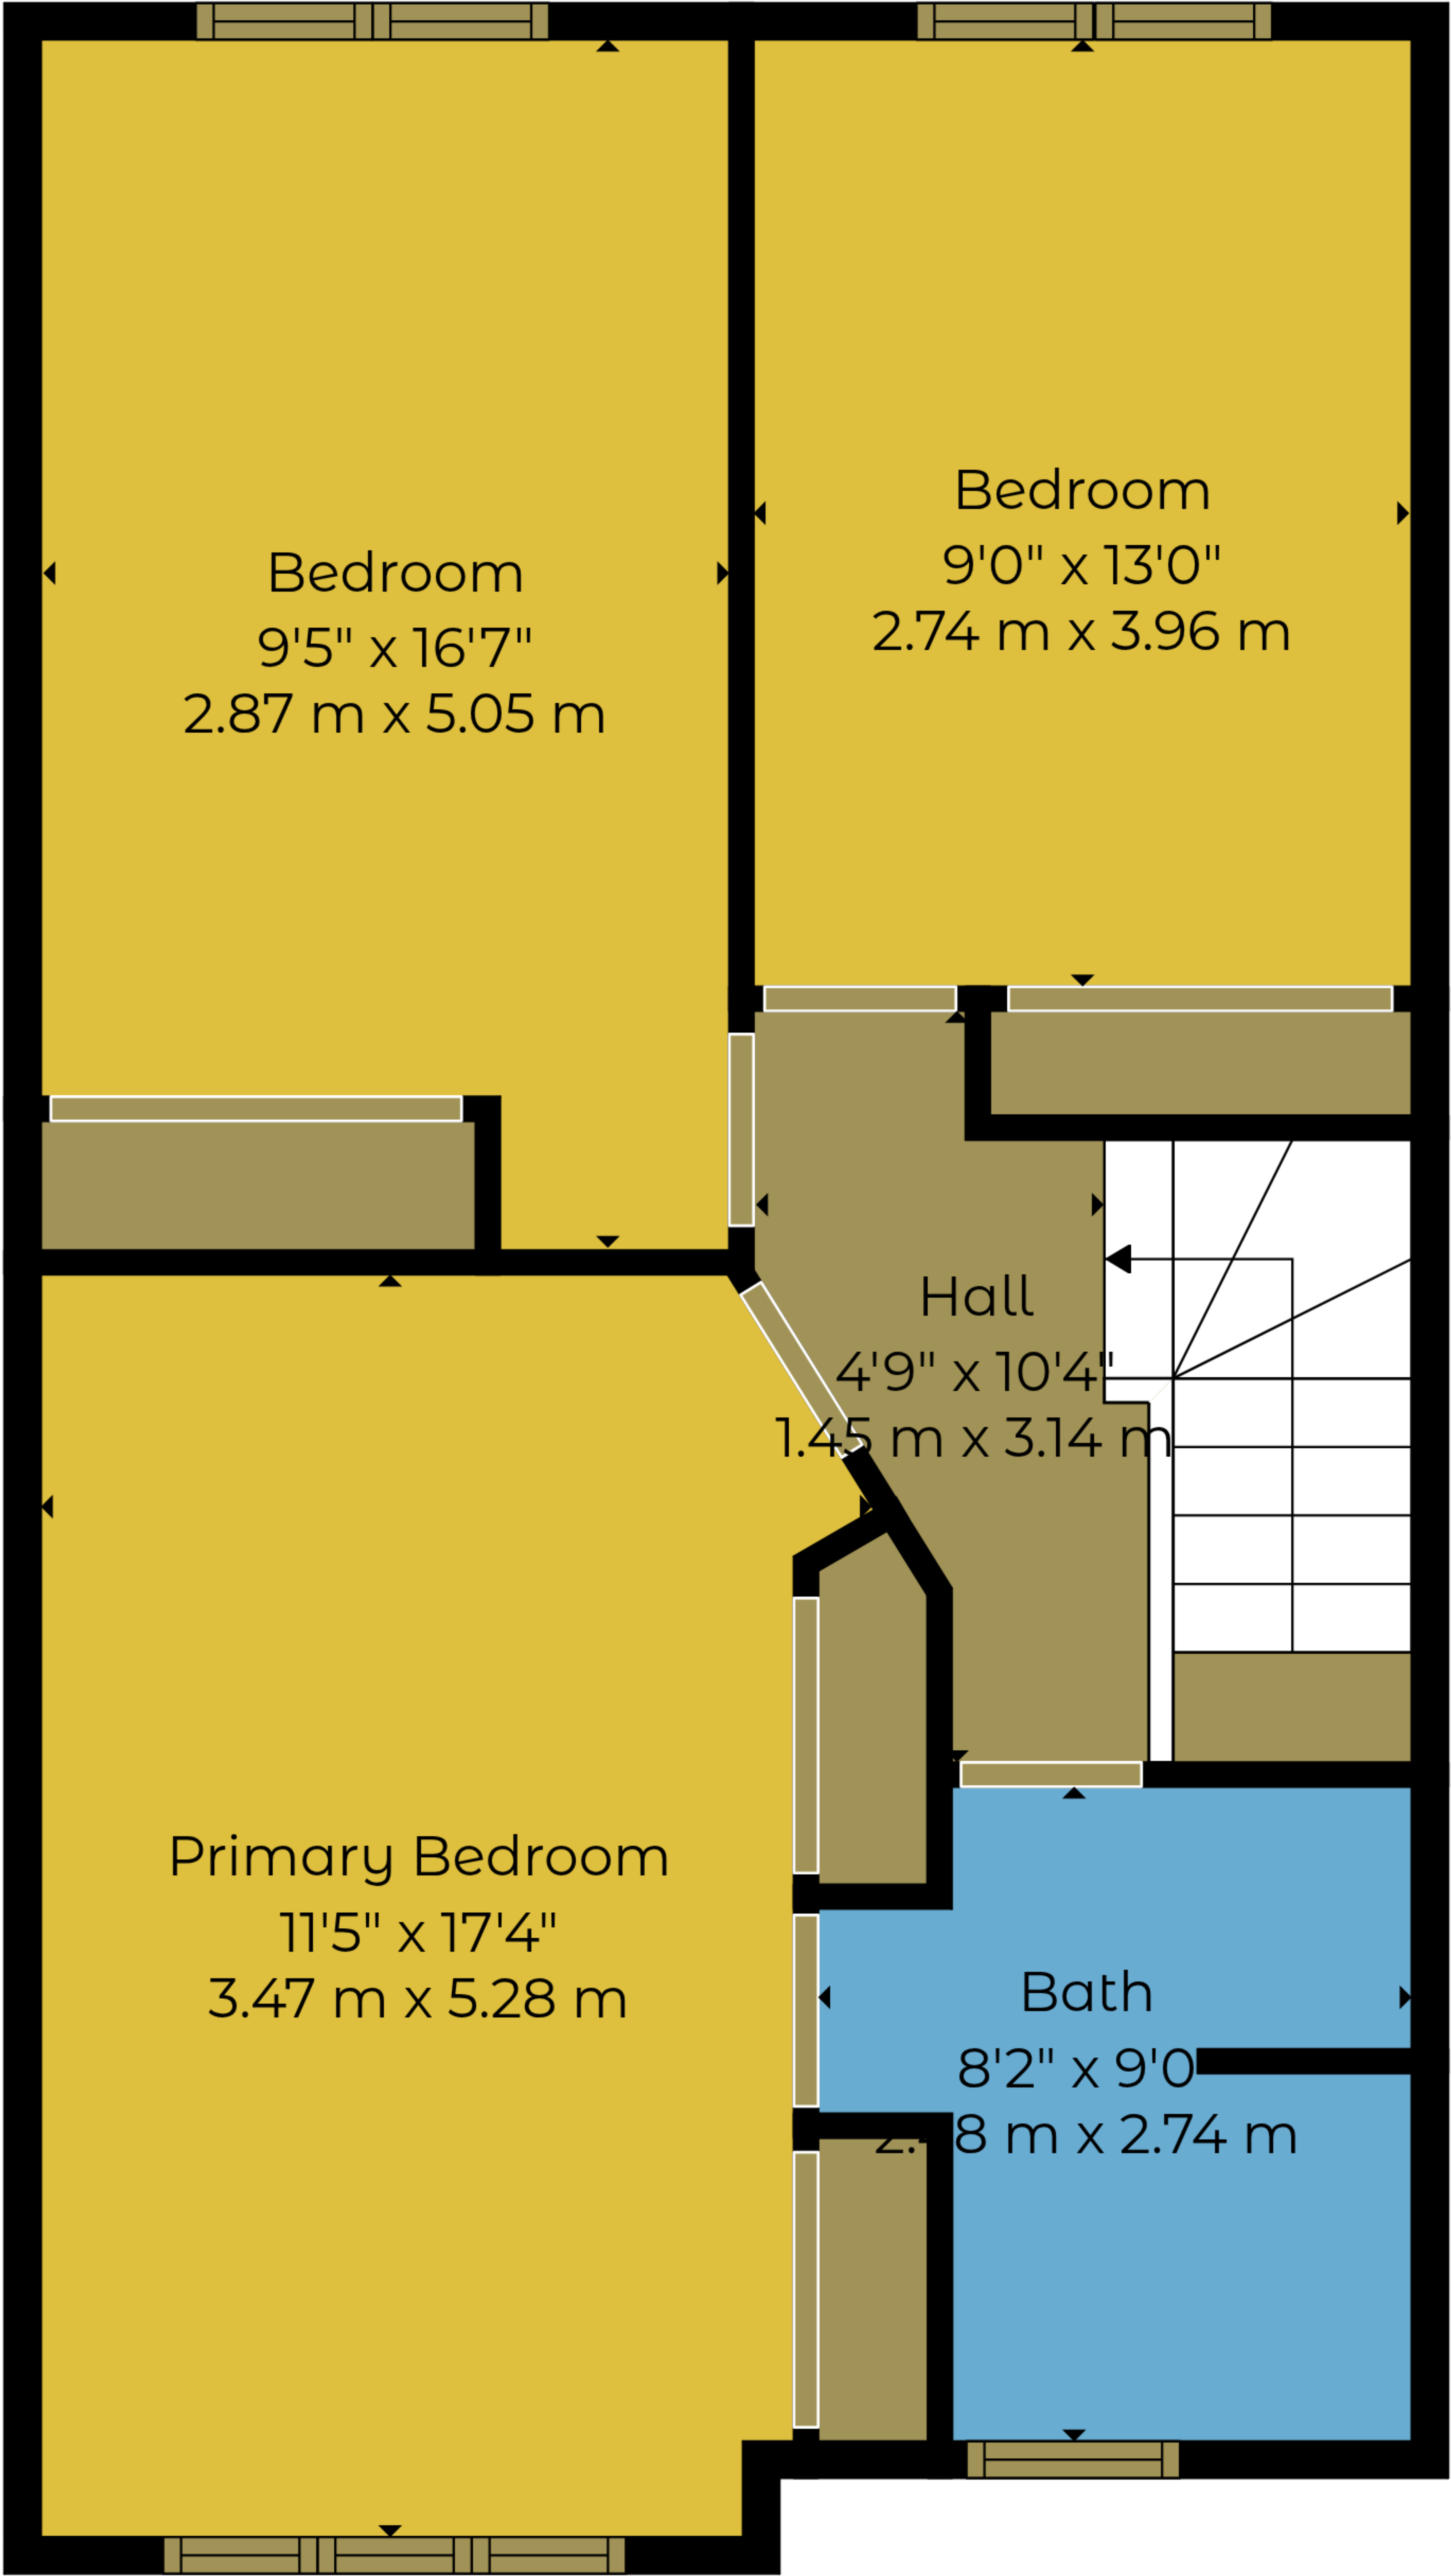 Bedroom
9'5" x 16'7"
2.87 m x 5.05 m
Bedroom
9'0" x 13'0"
2.74 m x 3.96 m
Hall
4'9" x 10'4"
1.45 m x 3.14 m
Primary Bedroom
11'5" x 17'4"
3.47 m x 5.28 m
Bath
8'2" x 9'0
8 m x 2.74 m